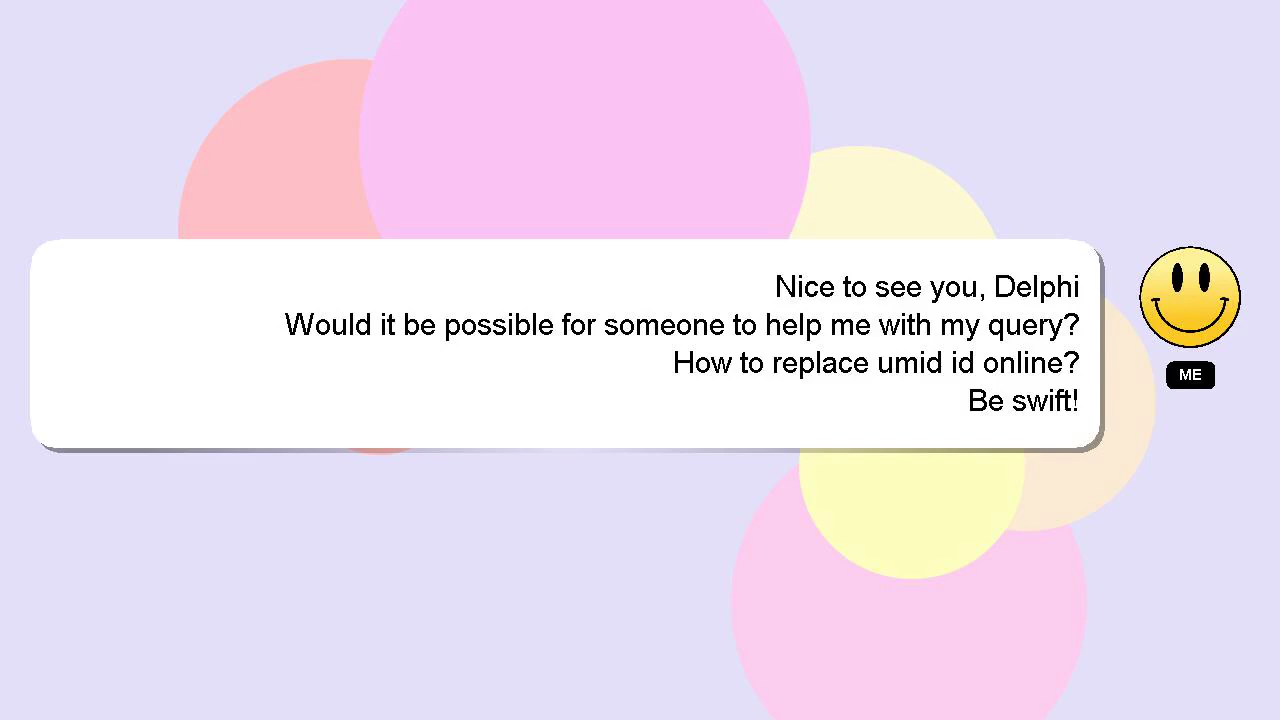 Nice to see you, Delphi
Would it be possible for someone to help me with my query?
How to replace umid id online?
Be swift!
ME